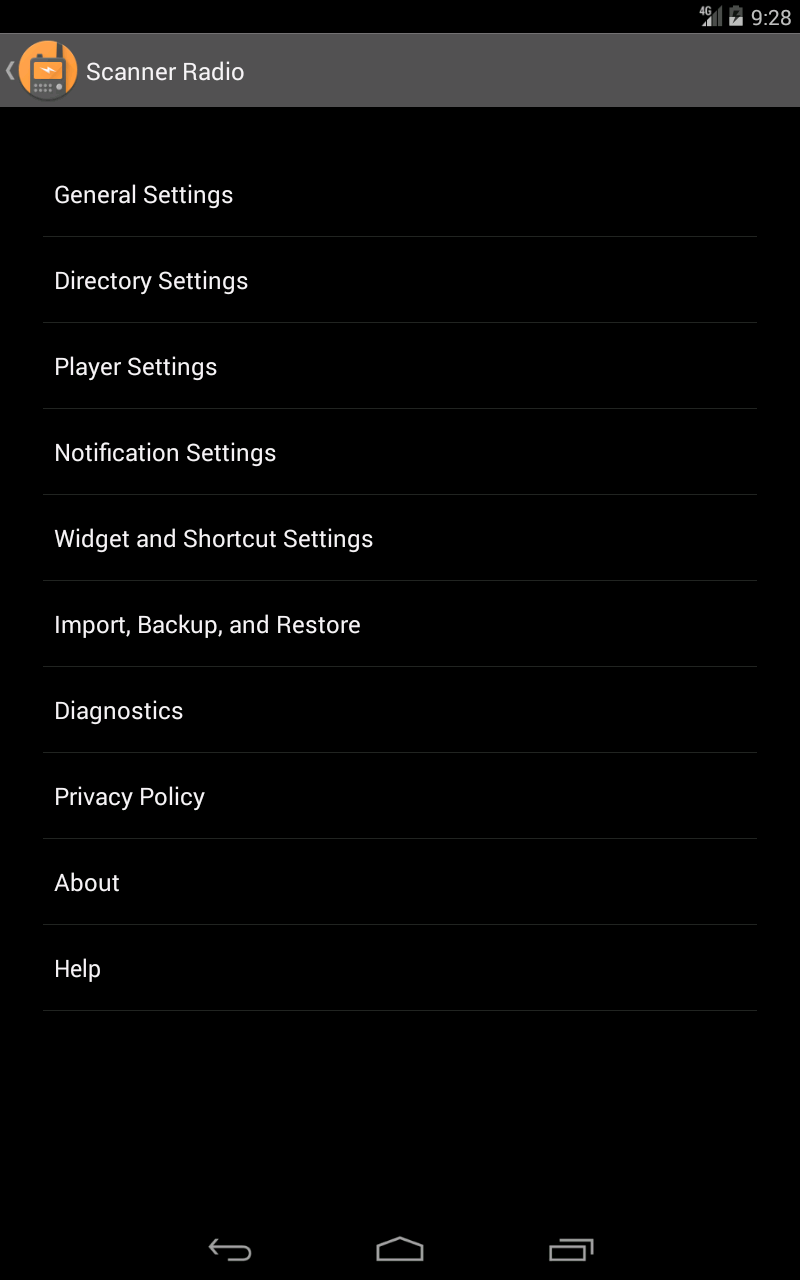 4G 9:28
Scanner Radio
General Settings
Directory Settings
Player Settings
Notification Settings
Widget and Shortcut Settings
Import, Backup, and Restore
Diagnostics
Privacy Policy
About
Help